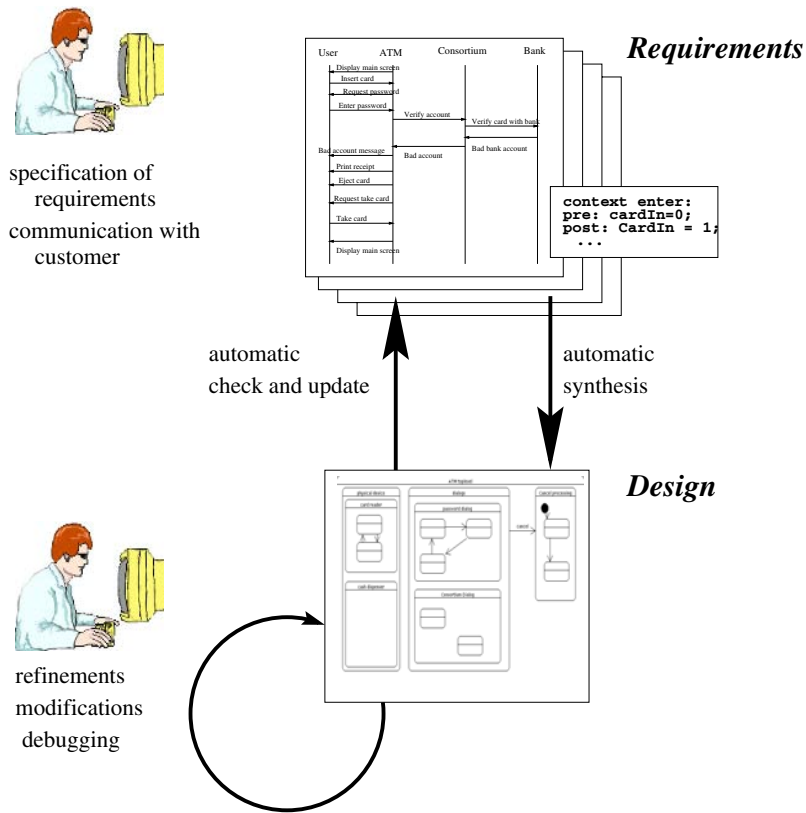 Requirements
User ATM Consortium Bank
Display main screen
Insert card
Request password
Enter password
Verify account
Verify card with bank
Bad account message
Bad account
Bad bank account
Print receipt
Eject card
Request take card
Take card
Display main screen
context enter:
pre: cardIn=0;
post: CardIn = 1;
...
specification of
requirements
communication with
customer
automatic
check and update
automatic
synthesis
Design
ATM toplevel
physical device
card reader
cash dispenser
dialogs
password dialog
Consortium Dialog
cancel
Cancel processing
refinements
modifications
debugging